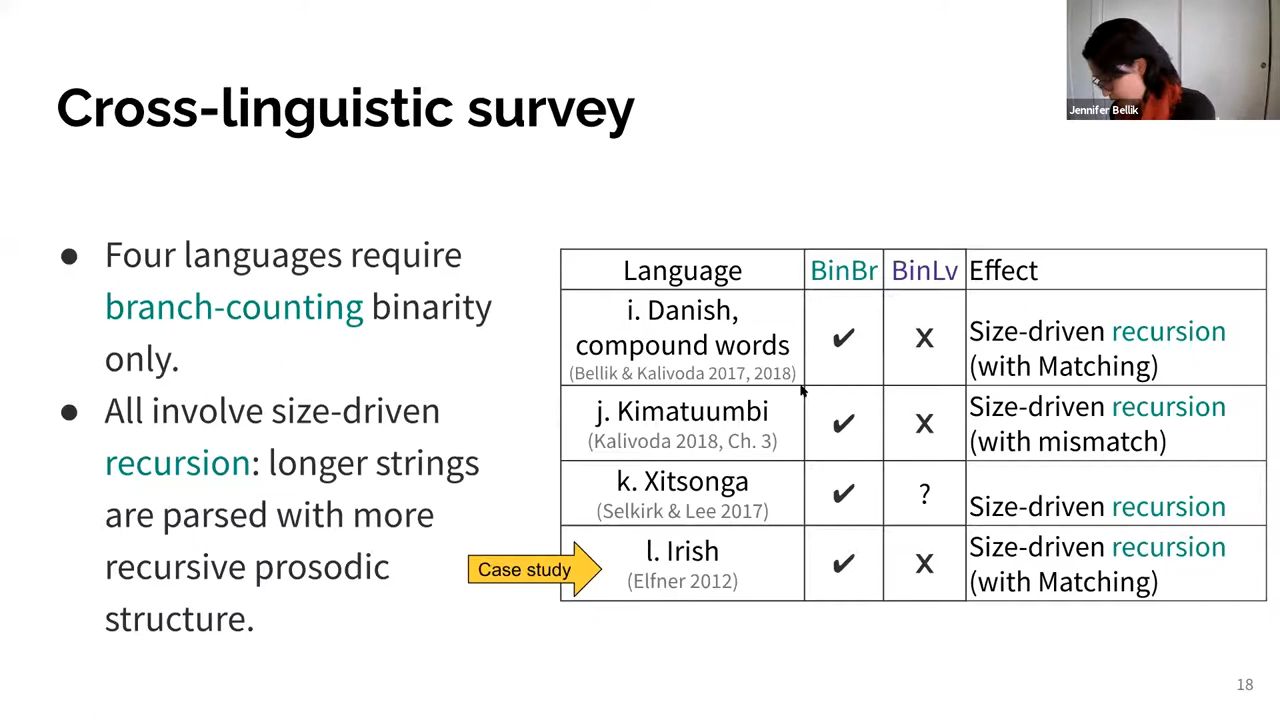 Jennifer Bellik
Cross-linguistic survey
● Four languages require
branch-counting binarity
only.
● All involve size-driven
recursion: longer strings
are parsed with more
recursive prosodic
structure.
Language BinBr BinLv Effect
i. Danish,
compound words
(Bellik & Kalivoda 2017, 2018)
✔ x Size-driven recursion
(with Matching)
j. Kimatuumbi
(Kalivoda 2018, Ch. 3)
✔ x Size-driven recursion
(with mismatch)
k. Xitsonga
(Selkirk & Lee 2017)
✔ ? Size-driven recursion
Case study
l. Irish
(Elfner 2012)
✔ x Size-driven recursion
(with Matching)
18